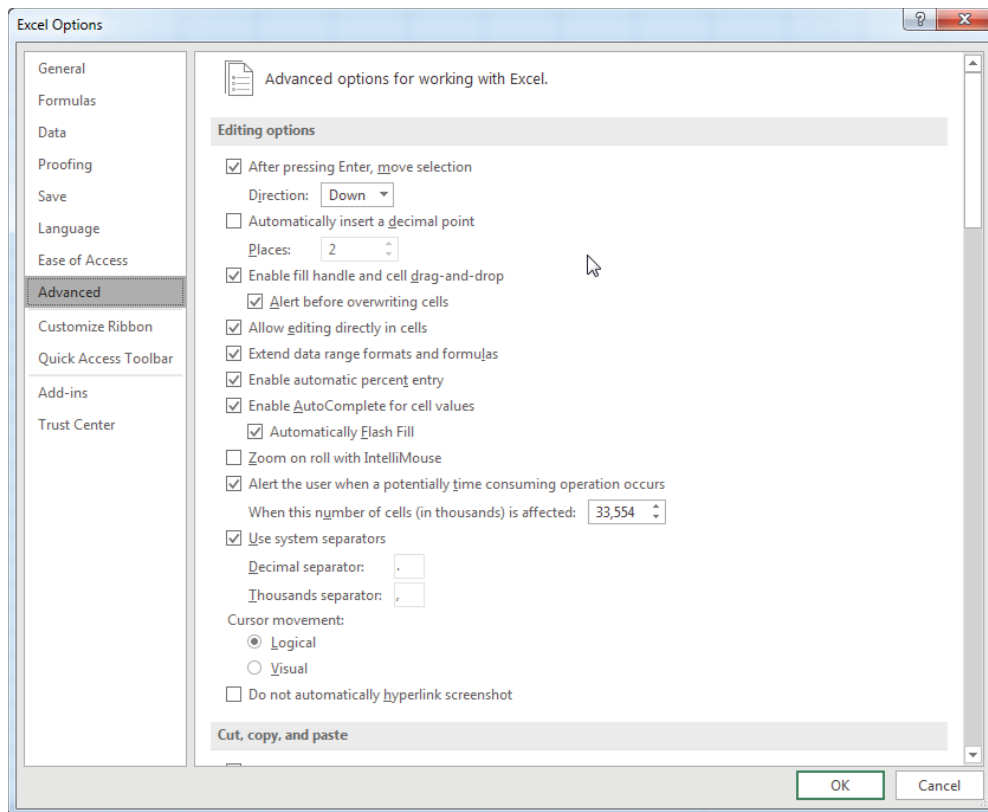 Excel Options
General
Formulas
Data
Proofing
Save
Language
Ease of Access
Advanced
Customize Ribbon
Quick Access Toolbar
Add-ins
Trust Center
Advanced options for working with Excel.
Editing options
After pressing Enter, move selection
Direction: Down
Automatically insert a decimal point
Places: 2
Enable fill handle and cell drag-and-drop
Alert before overwriting cells
Allow editing directly in cells
Extend data range formats and formulas
Enable automatic percent entry
Enable AutoComplete for cell values
Automatically Flash Fill
Zoom on roll with IntelliMouse
Alert the user when a potentially time consuming operation occurs
When this number of cells (in thousands) is affected: 33,554
Use system separators
Decimal separator: .
Thousands separator: ,
Cursor movement:
Logical
Visual
Do not automatically hyperlink screenshot
Cut, copy, and paste
OK Cancel